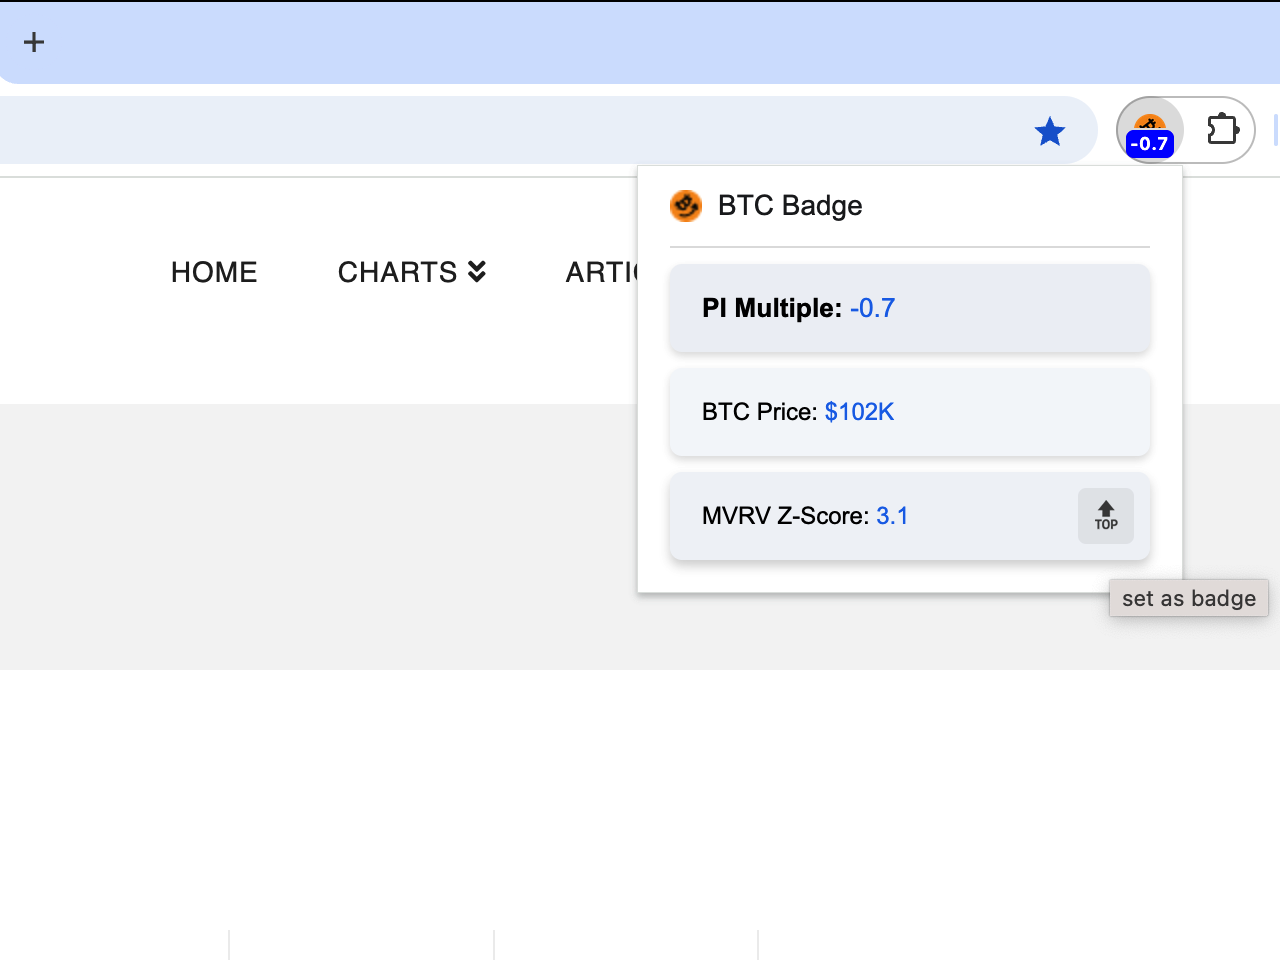 -0.7
BTC Badge
HOME CHARTS ARTIC
PI Multiple: -0.7
BTC Price: $102K
MVRV Z-Score: 3.1
TOP
set as badge